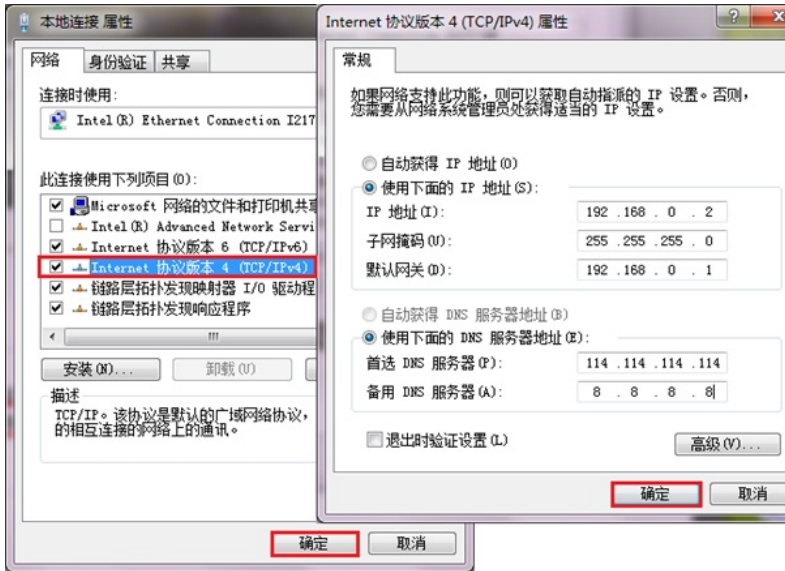 本地连接 属性
网络
身份验证
共享
连接时使用:
Intel(R) Ethernet Connection I217
此连接使用下列项目(O):
Microsoft 网络的文件和打印机共享
Intel(R) Advanced Network Servi
Internet 协议版本 6 (TCP/IPv6)
Internet 协议版本 4 (TCP/IPv4)
链路层拓扑发现映射器 I/O 驱动程
链路层拓扑发现响应程序
安装(N)...
卸载(U)
描述
TCP/IP。该协议是默认的广域网络协议,
的相互连接的网络上的通讯。
确定
取消
Internet 协议版本 4 (TCP/IPv4) 属性
常规
如果网络支持此功能,则可以获取自动指派的 IP 设置。否则,
您需要从网络系统管理员处获得适当的 IP 设置。
自动获得 IP 地址(O)
使用下面的 IP 地址(S):
IP 地址(I): 192 .168 . 0 . 2
子网掩码(U): 255 .255 .255 . 0
默认网关(D): 192 .168 . 0 . 1
自动获得 DNS 服务器地址(B)
使用下面的 DNS 服务器地址(E):
首选 DNS 服务器(P): 114 .114 .114 .114
备用 DNS 服务器(A): 8 . 8 . 8 . 8
退出时验证设置(L)
高级(V)...
确定
取消